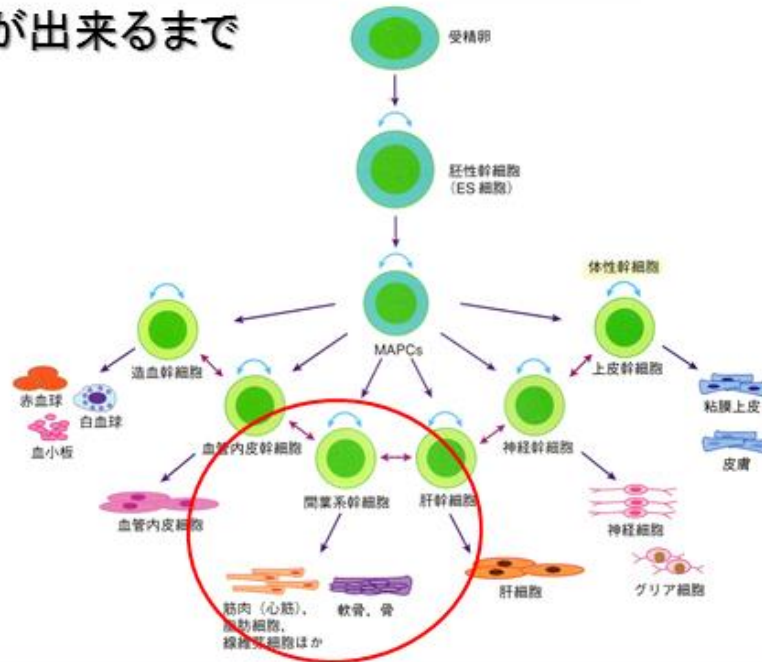 が出来るまで
受精卵
胚性幹細胞
（ES 細胞）
体性幹細胞
MAPCs
造血幹細胞
上皮幹細胞
赤血球
白血球
血小板
血管内皮幹細胞
神経幹細胞
粘膜上皮
間葉系幹細胞
肝幹細胞
皮膚
血管内皮細胞
神経細胞
肝細胞
グリア細胞
筋肉（心筋）、
脂肪細胞、
線維芽細胞ほか
軟骨、骨